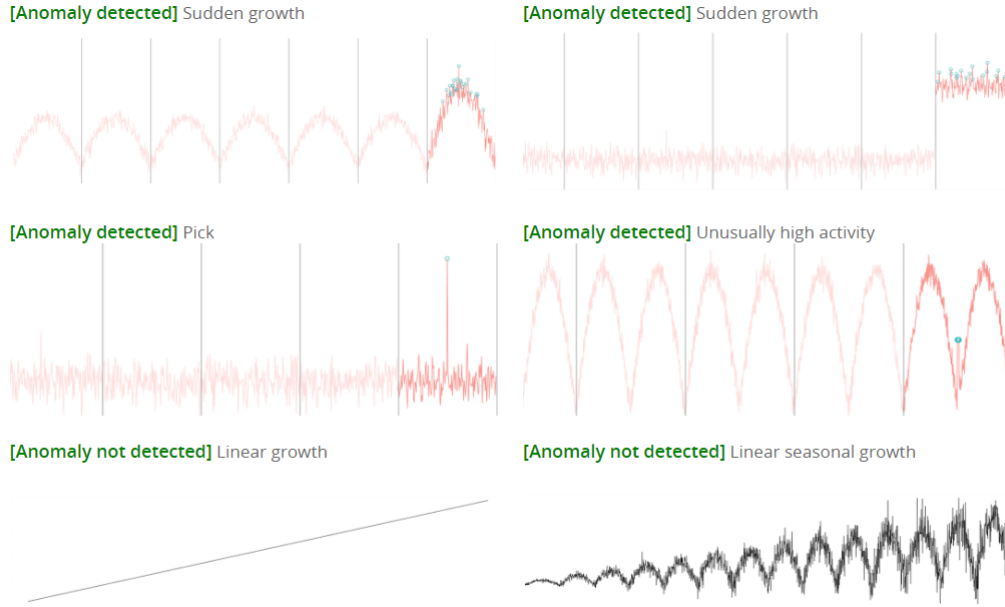 [Anomaly detected] Sudden growth
[Anomaly detected] Sudden growth
[Anomaly detected] Pick
[Anomaly detected] Unusually high activity
[Anomaly not detected] Linear growth
[Anomaly not detected] Linear seasonal growth